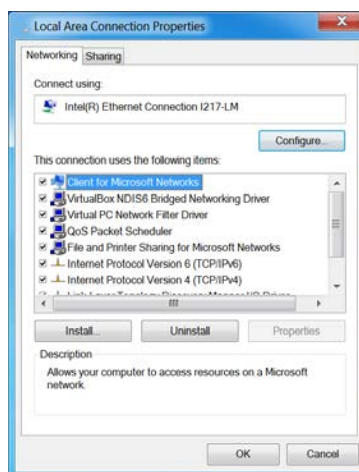 Local Area Connection Properties
Networking Sharing
Connect using:
Intel(R) Ethernet Connection I217-LM
Configure...
This connection uses the following items:
Client for Microsoft Networks
VirtualBox NDIS6 Bridged Networking Driver
Virtual PC Network Filter Driver
QoS Packet Scheduler
File and Printer Sharing for Microsoft Networks
Internet Protocol Version 6 (TCP/IPv6)
Internet Protocol Version 4 (TCP/IPv4)
Install... Uninstall Properties
Description
Allows your computer to access resources on a Microsoft
network.
OK Cancel